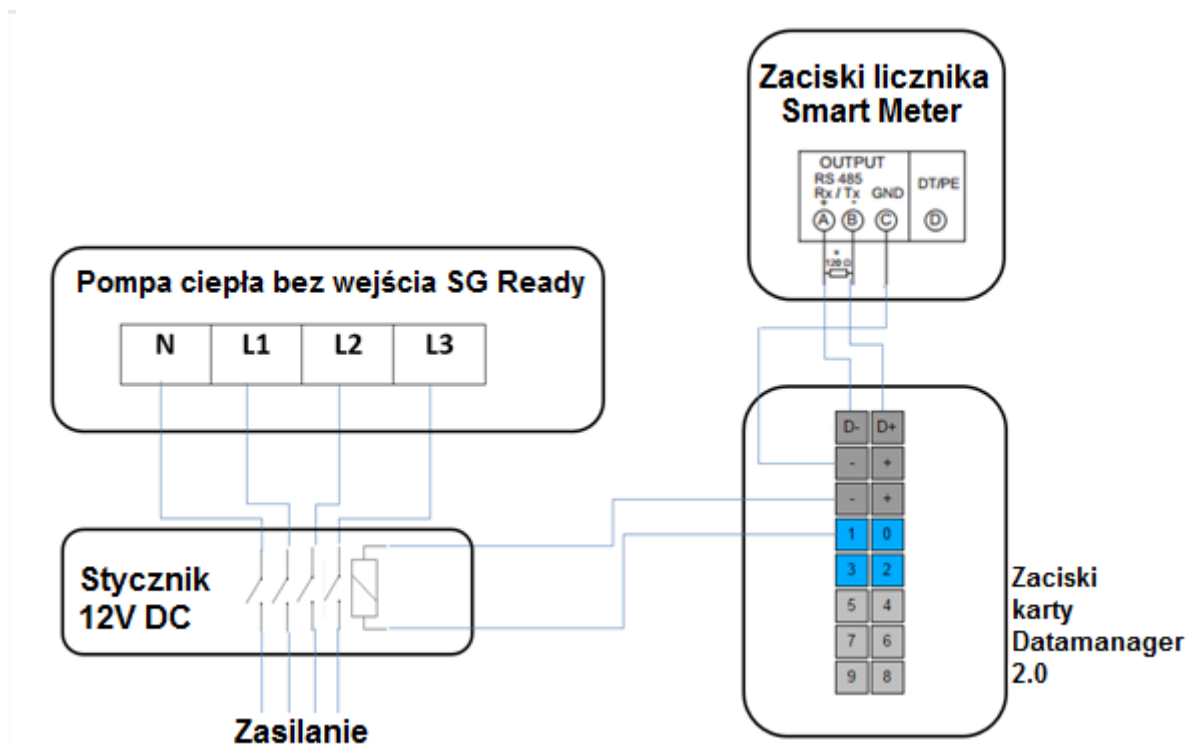 Zaciski licznika
Smart Meter
OUTPUT
RS 485
Rx / Tx GND
DT/PE
+ -
A B C D
*
120 Ω
Pompa ciepła bez wejścia SG Ready
N L1 L2 L3
D- D+
- +
- +
1 0
3 2
5 4
7 6
9 8
Stycznik
12V DC
Zaciski
karty
Datamanager
2.0
Zasilanie